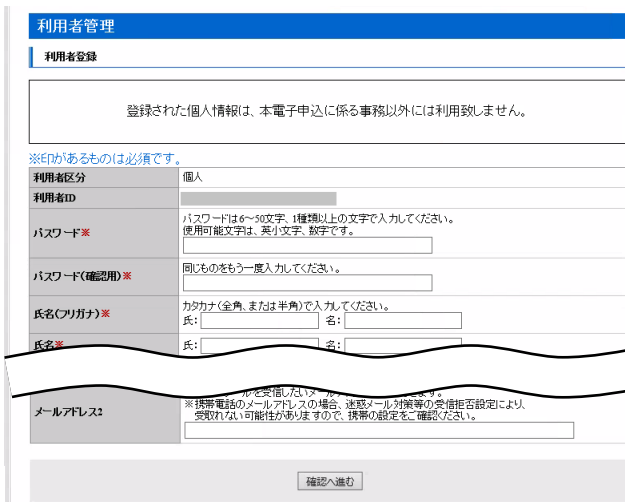 利用者管理
利用者登録
登録された個人情報は、本電子申込に係る事務以外には利用致しません。
※印があるものは必須です。
利用者区分 個人
利用者ID
パスワード※ パスワードは6～50文字、1種類以上の文字で入力してください。
使用可能文字は、英小文字、数字です。
パスワード(確認用)※ 同じものをもう一度入力してください。
氏名(フリガナ)※ カタカナ(全角、または半角)で入力してください。
氏: 名:
氏名※ 氏: 名:
メールアドレス2 ※携帯電話のメールアドレスの場合、迷惑メール対策等の受信拒否設定により、
受取れない可能性がありますので、携帯の設定をご確認ください。
確認へ進む